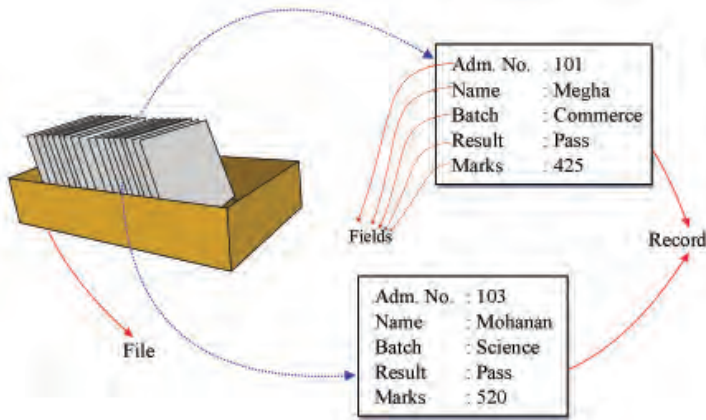 Adm. No. : 101
Name : Megha
Batch : Commerce
Result : Pass
Marks : 425
Fields
Record
File
Adm. No. : 103
Name : Mohanan
Batch : Science
Result : Pass
Marks : 520